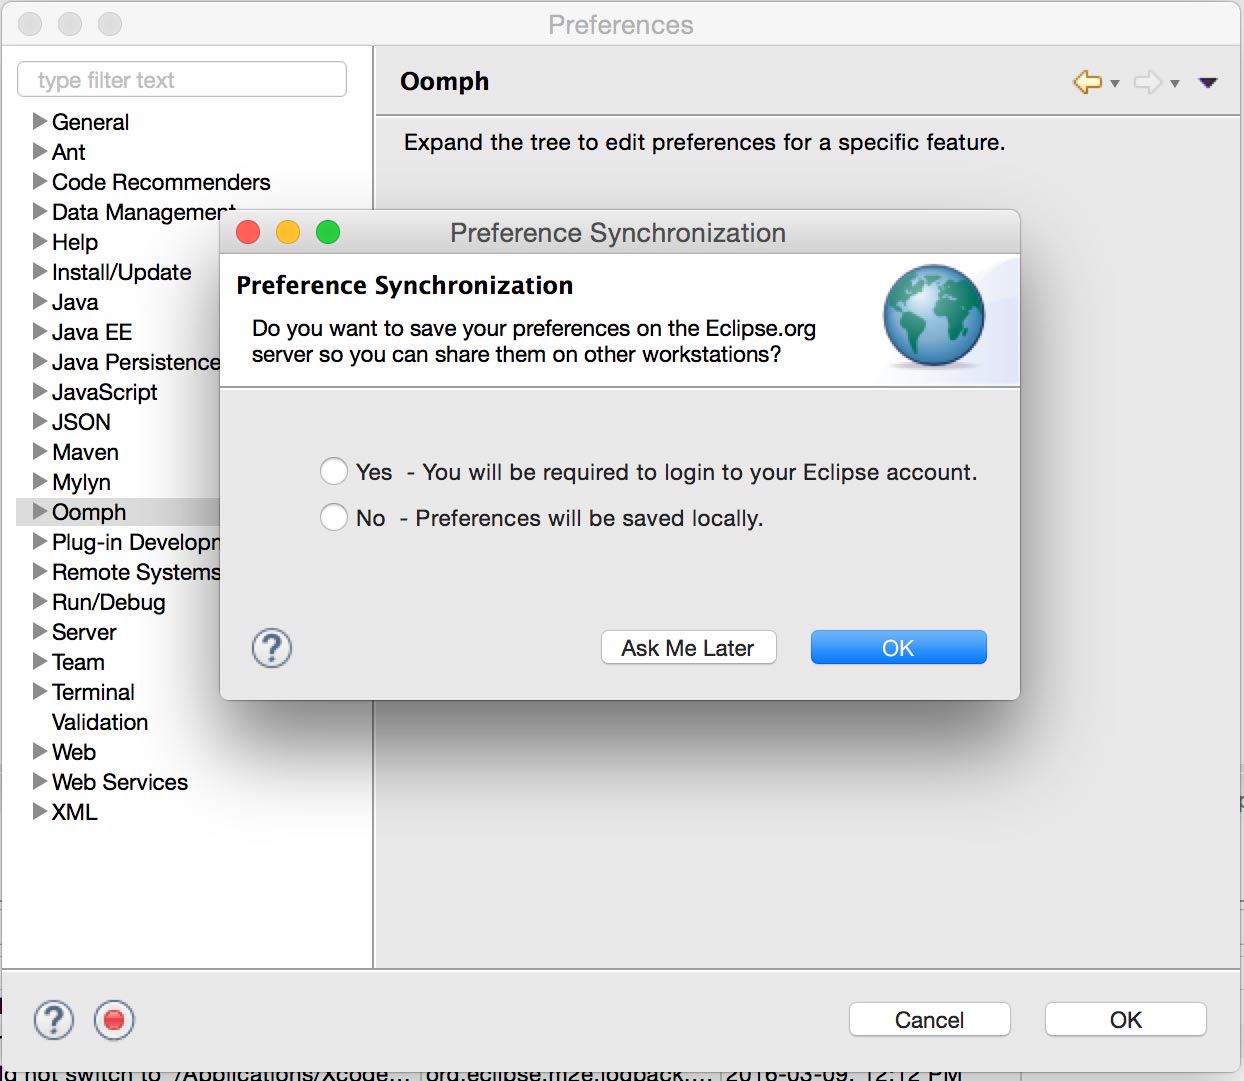 Preferences
type filter text
Oomph
Expand the tree to edit preferences for a specific feature.
General
Ant
Code Recommenders
Data Management
Help
Install/Update
Java
Java EE
Java Persistence
JavaScript
JSON
Maven
Mylyn
Oomph
Plug-in Develop
Remote Systems
Run/Debug
Server
Team
Terminal
Validation
Web
Web Services
XML
Preference Synchronization
Preference Synchronization
Do you want to save your preferences on the Eclipse.org
server so you can share them on other workstations?
Yes - You will be required to login to your Eclipse account.
No - Preferences will be saved locally.
?
Ask Me Later
OK
?
Cancel
OK
not switch to '/Applications/Xcode... org.eclipse.m2e.logback.... 2016-03-09, 12:12 PM